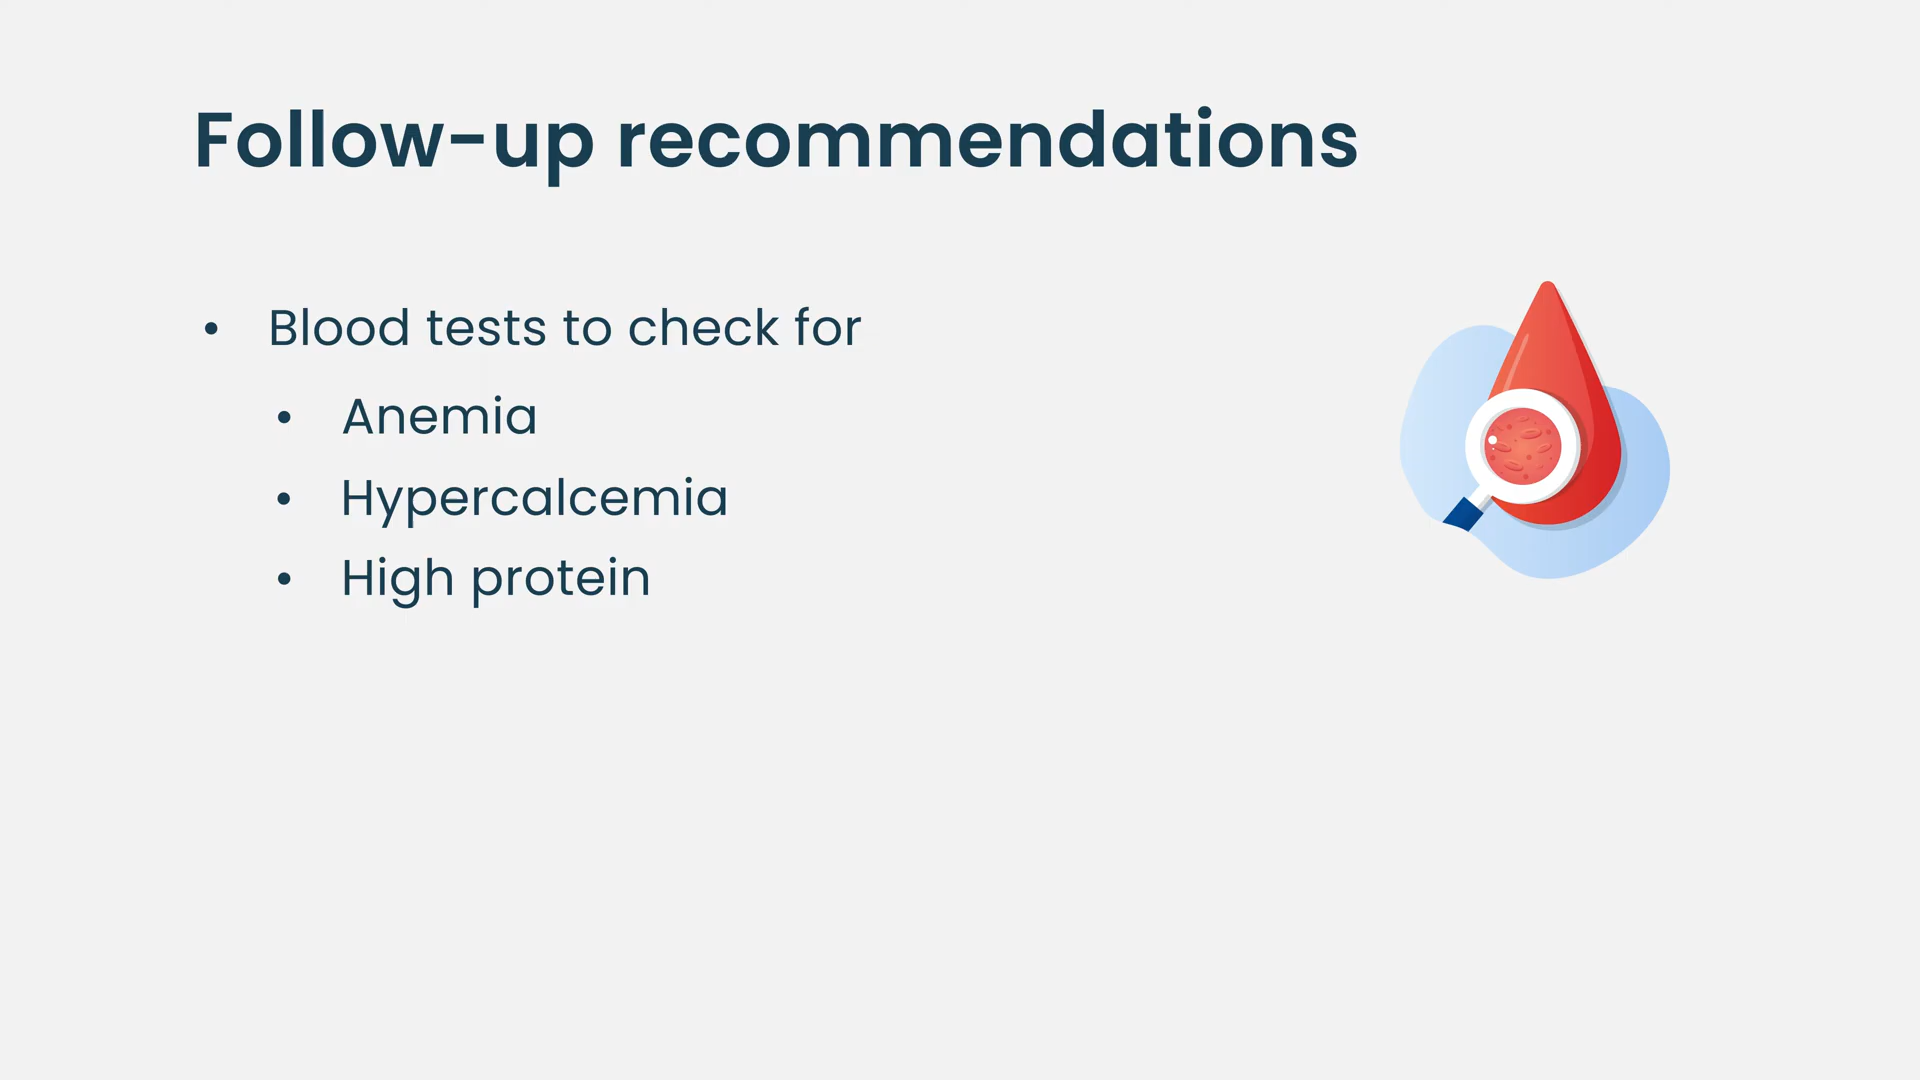 Follow-up recommendations
• Blood tests to check for
• Anemia
• Hypercalcemia
• High protein